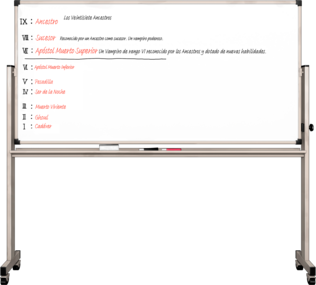 IX : Ancestro Los Veintisiete Ancestros
VIII : Sucesor Reconocido por un Ancestro como sucesor. Un vampiro poderoso.
VII : Apóstol Muerto Superior Un Vampiro de rango VI reconocido por los Ancestros y dotado de nuevas habilidades.
VI : Apóstol Muerto Inferior
V : Pesadilla
IV : Ser de la Noche
III : Muerto Viviente
II : Ghoul
I : Cadáver